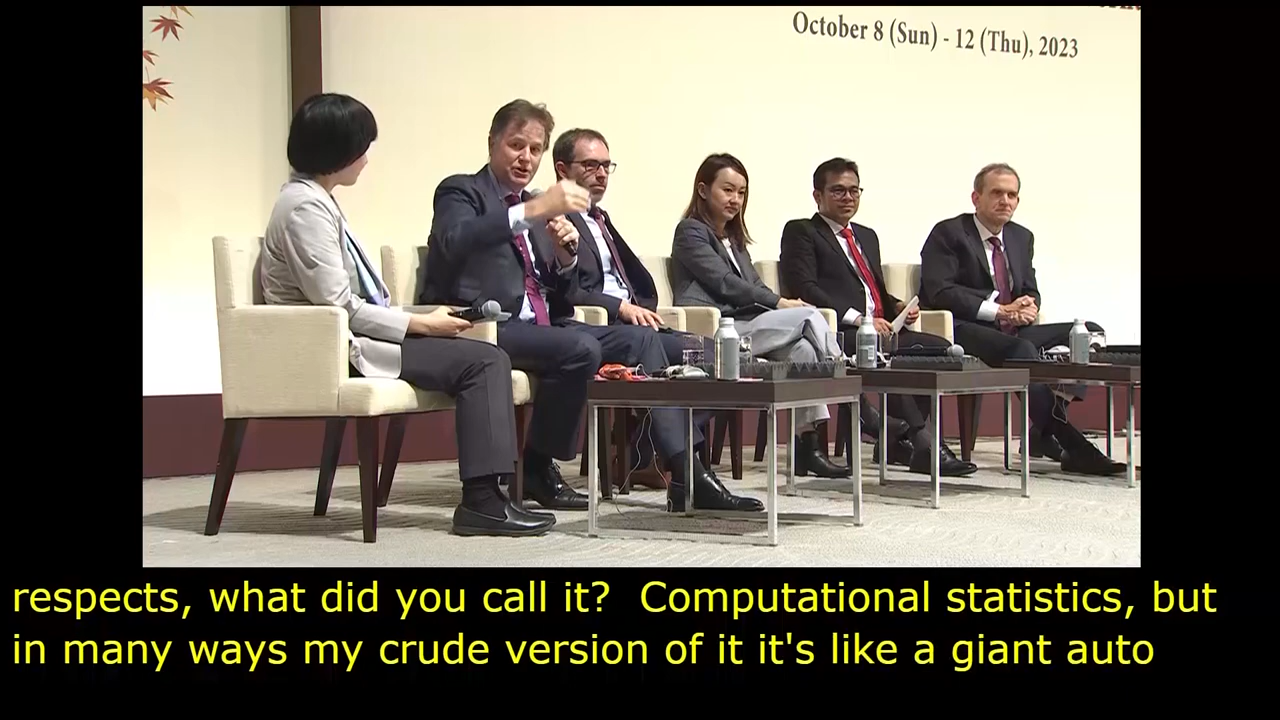 October 8 (Sun) - 12 (Thu), 2023
respects, what did you call it?  Computational statistics, but
in many ways my crude version of it it's like a giant auto